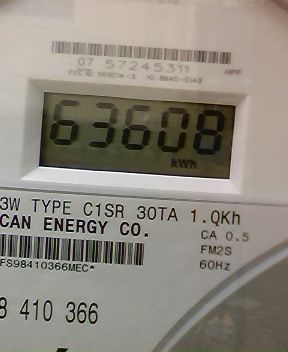 07 57245311
HPP
63608
kWh
3W TYPE C1SR 30TA 1.0Kh
CAN ENERGY CO.
CA 0.5
FM2S
60Hz
FS98410366MEC*
8 410 366